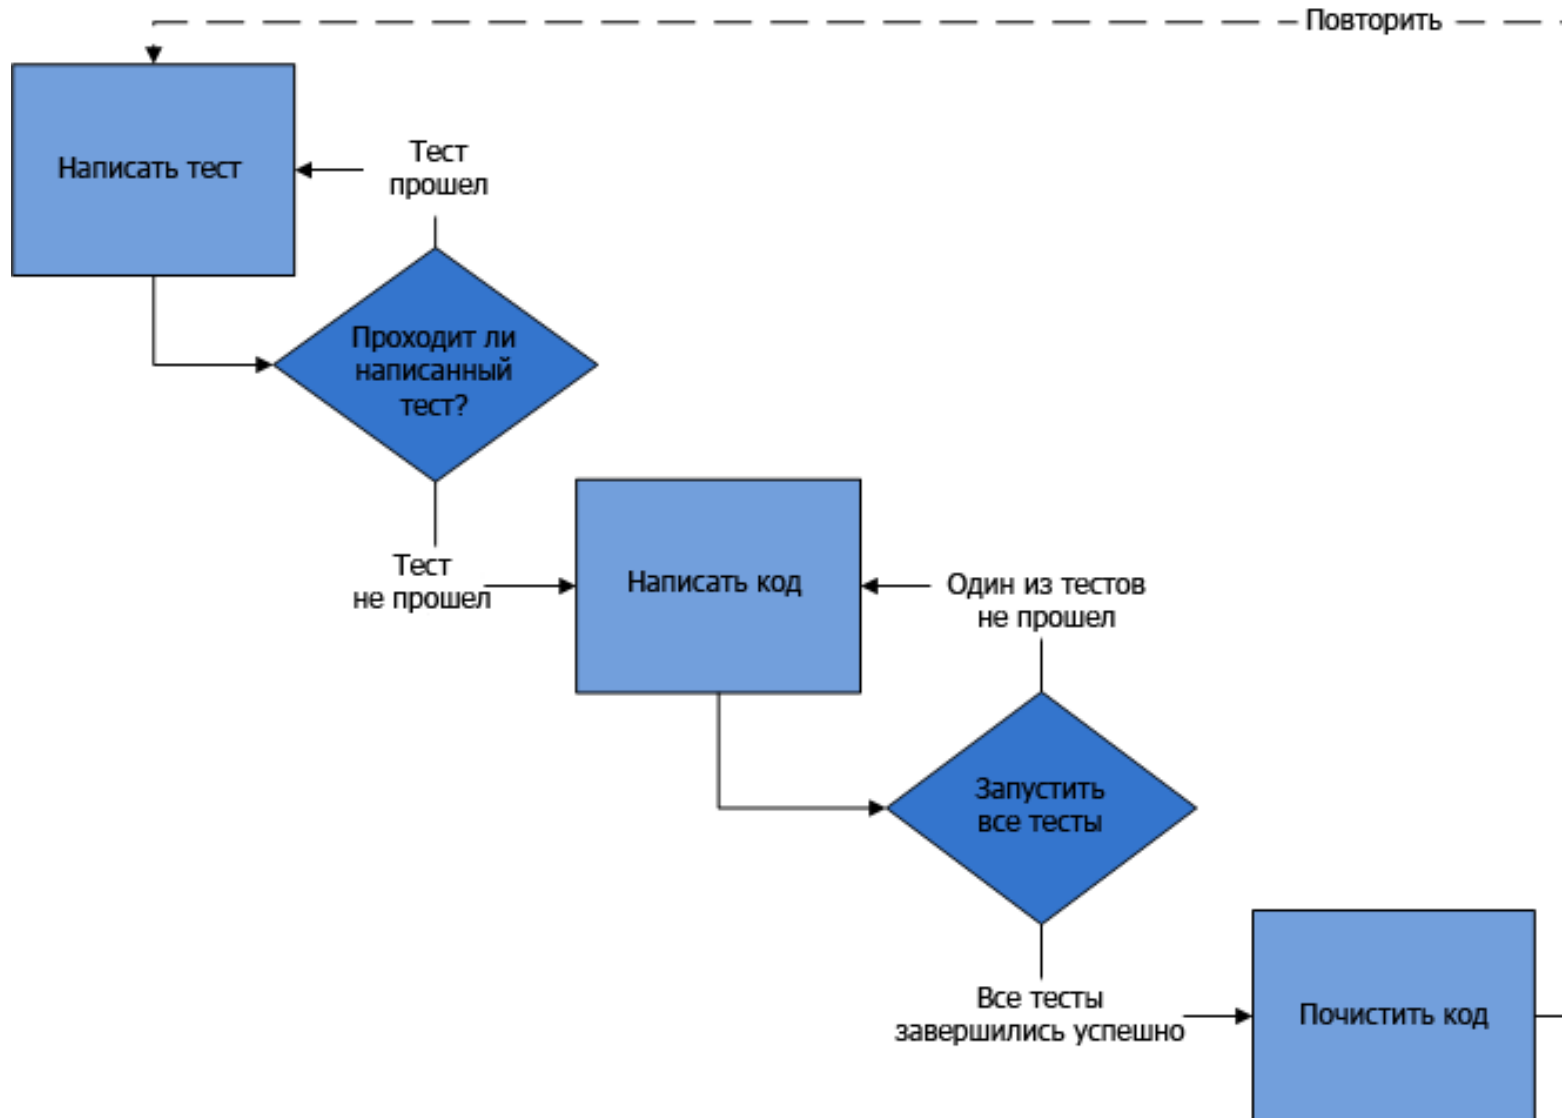 Повторить
Написать тест
Тест
прошел
Проходит ли
написанный
тест?
Тест
не прошел
Написать код
Один из тестов
не прошел
Запустить
все тесты
Все тесты
завершились успешно
Почистить код